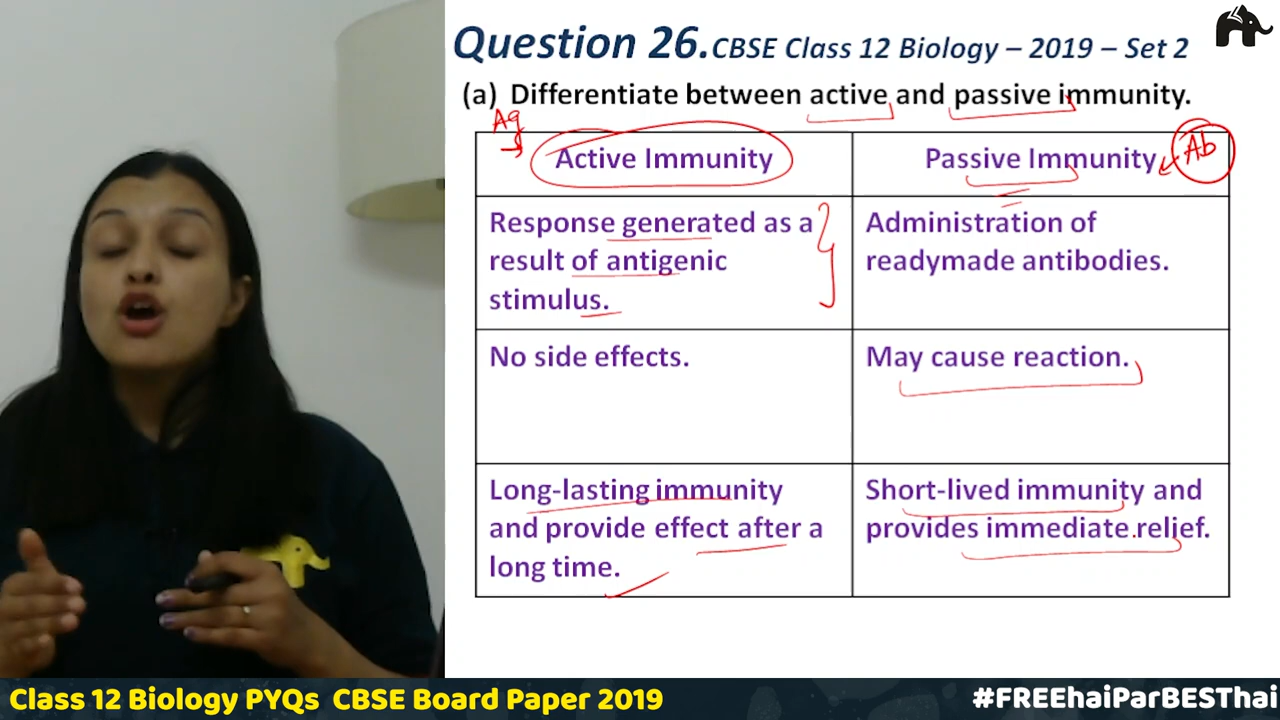 Question 26.CBSE Class 12 Biology – 2019 – Set 2
(a) Differentiate between active and passive immunity.
Ag
Active Immunity
Passive Immunity
Ab
Response generated as a
result of antigenic
stimulus.
Administration of
readymade antibodies.
No side effects.
May cause reaction.
Long-lasting immunity
and provide effect after a
long time.
Short-lived immunity and
provides immediate relief.
Class 12 Biology PYQs CBSE Board Paper 2019
#FREEhaiParBESThai